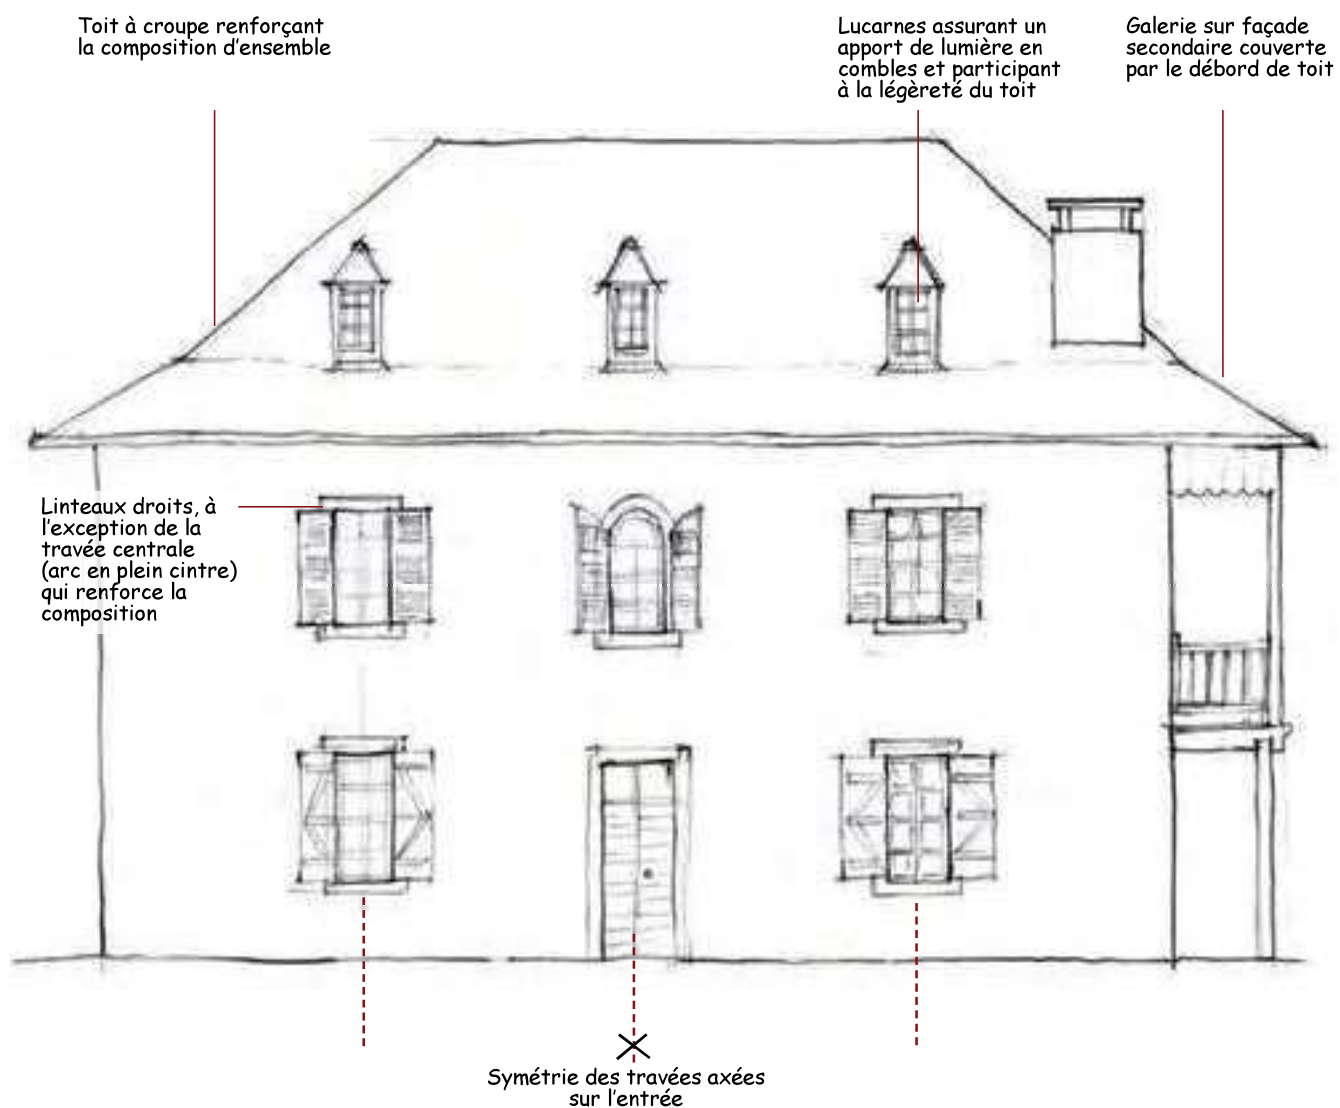 Toit à croupe renforçant
la composition d'ensemble
Lucarnes assurant un
apport de lumière en
combles et participant
à la légèreté du toit
Galerie sur façade
secondaire couverte
par le débord de toit
Linteaux droits, à
l'exception de la
travée centrale
(arc en plein cintre)
qui renforce la
composition
Symétrie des travées axées
sur l'entrée